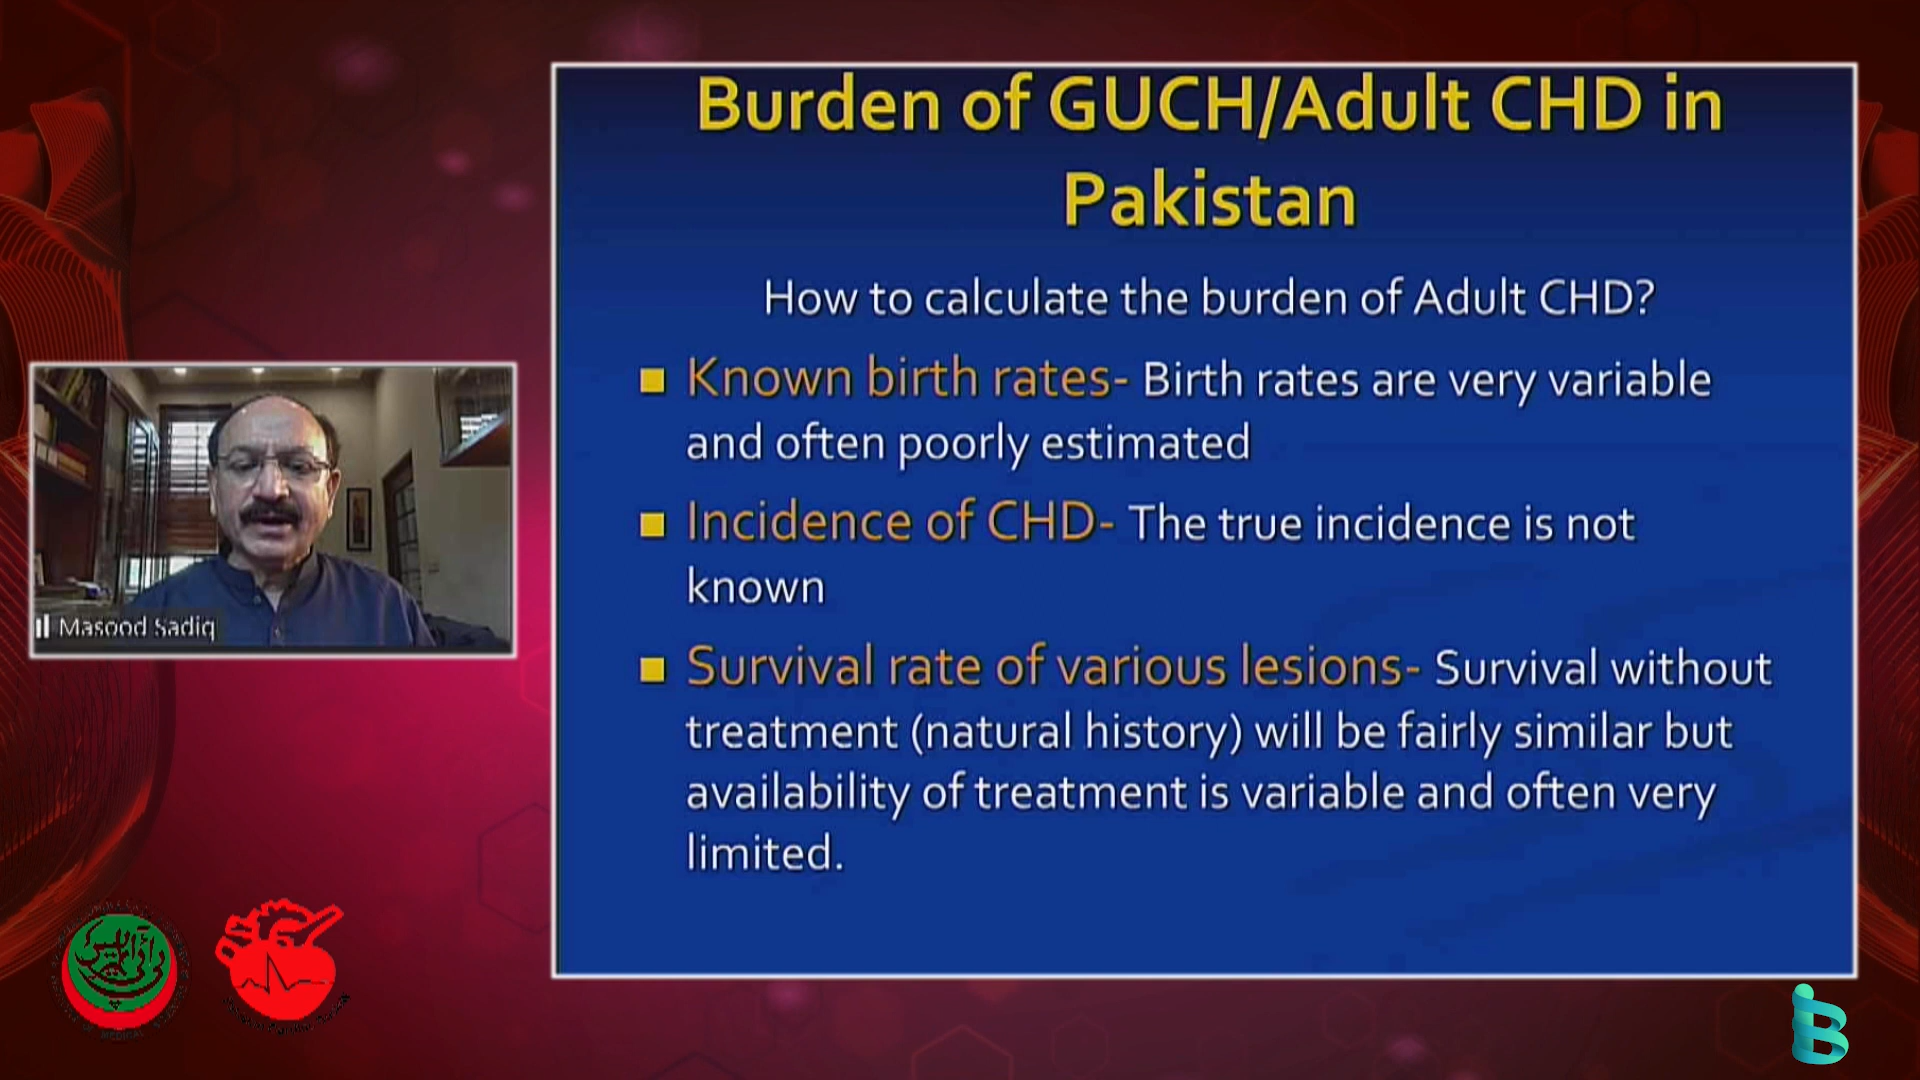 Burden of GUCH/Adult CHD in
Pakistan
How to calculate the burden of Adult CHD?
Known birth rates- Birth rates are very variable
and often poorly estimated
Incidence of CHD- The true incidence is not
known
Survival rate of various lesions- Survival without
treatment (natural history) will be fairly similar but
availability of treatment is variable and often very
limited.
Masood Sadiq